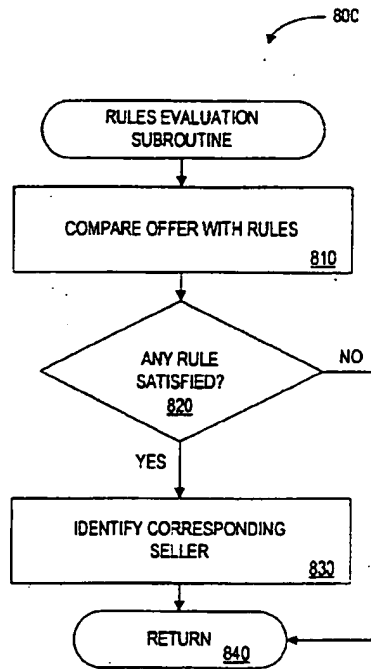 800
RULES EVALUATION
SUBROUTINE
COMPARE OFFER WITH RULES
810
ANY RULE
SATISFIED?
820
NO
YES
IDENTIFY CORRESPONDING
SELLER
830
RETURN
840